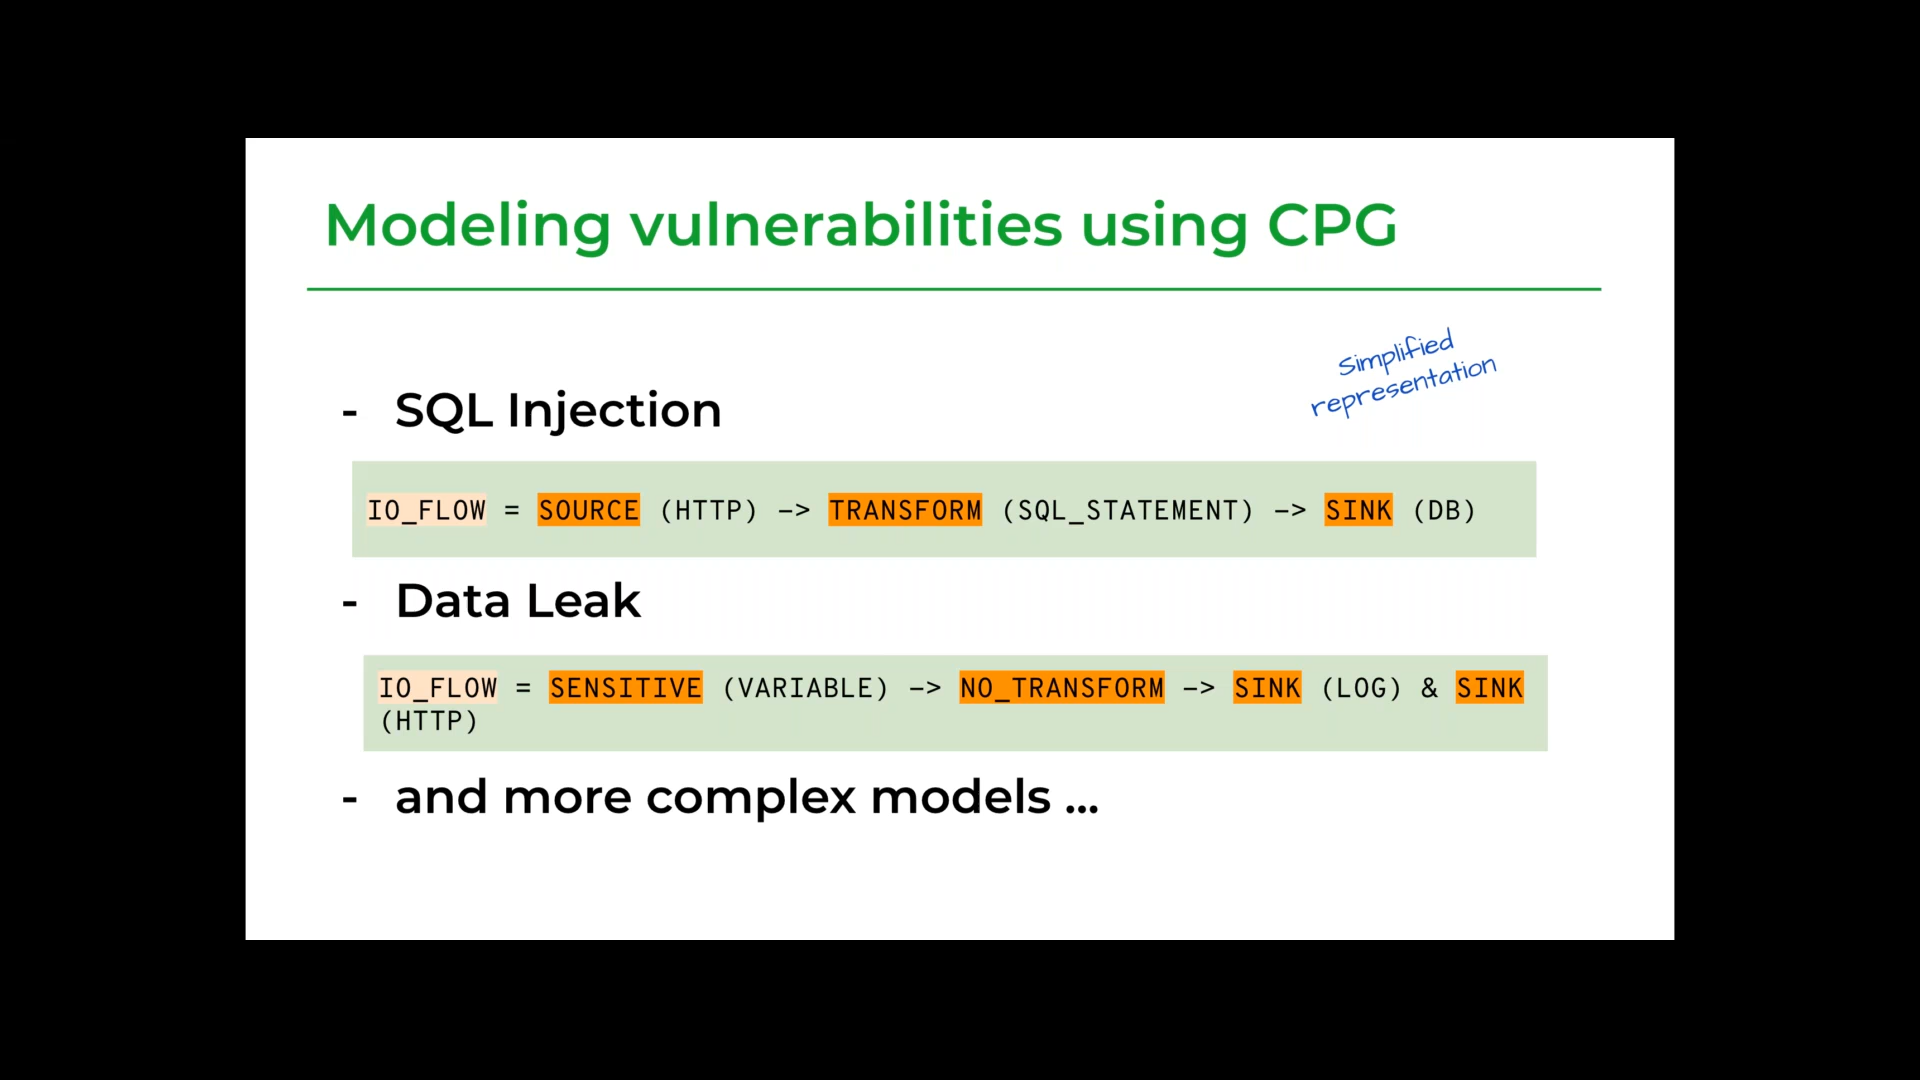 Modeling vulnerabilities using CPG
Simplified
representation
- SQL Injection
IO_FLOW = SOURCE (HTTP) -> TRANSFORM (SQL_STATEMENT) -> SINK (DB)
- Data Leak
IO_FLOW = SENSITIVE (VARIABLE) -> NO_TRANSFORM -> SINK (LOG) & SINK
(HTTP)
- and more complex models ...